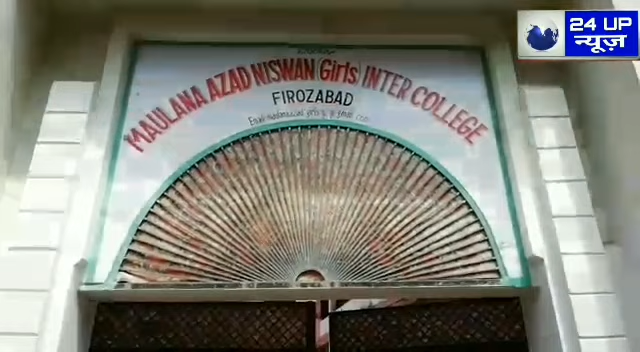 24 UP
न्यूज़
MAULANA AZAD NISWAN (Girls) INTER COLLEGE
FIROZABAD